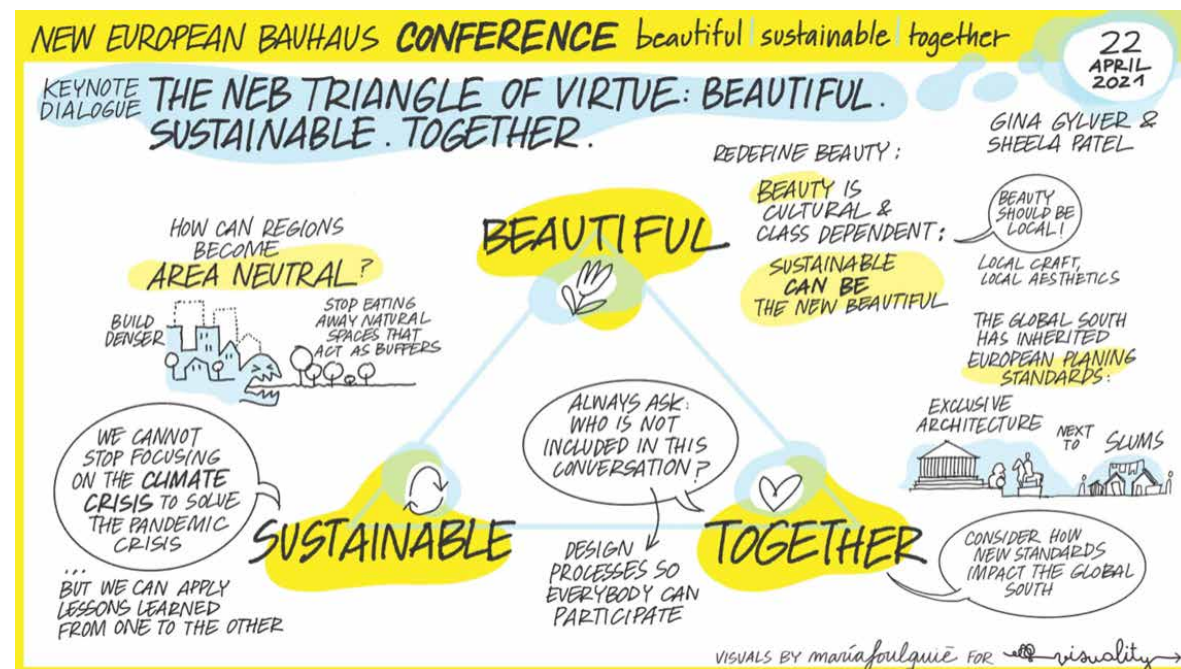 NEW EUROPEAN BAUHAUS CONFERENCE beautiful | sustainable | together
22
APRIL
2021
KEYNOTE
DIALOGUE
THE NEB TRIANGLE OF VIRTUE: BEAUTIFUL.
SUSTAINABLE. TOGETHER.
GINA GYLVER &
SHEELA PATEL
REDEFINE BEAUTY:
BEAUTY IS
CULTURAL &
CLASS DEPENDENT:
SUSTAINABLE
CAN BE
THE NEW BEAUTIFUL
BEAUTY
SHOULD BE
LOCAL!
LOCAL CRAFT,
LOCAL AESTHETICS
THE GLOBAL SOUTH
HAS INHERITED
EUROPEAN PLANING
STANDARDS:
EXCLUSIVE
ARCHITECTURE
NEXT
TO
SLUMS
BEAUTIFUL
HOW CAN REGIONS
BECOME
AREA NEUTRAL?
BUILD
DENSER
STOP EATING
AWAY NATURAL
SPACES THAT
ACT AS BUFFERS
WE CANNOT
STOP FOCUSING
ON THE CLIMATE
CRISIS TO SOLVE
THE PANDEMIC
CRISIS
...
BUT WE CAN APPLY
LESSONS LEARNED
FROM ONE TO THE OTHER
SUSTAINABLE
ALWAYS ASK:
WHO IS NOT
INCLUDED IN THIS
CONVERSATION?
DESIGN
PROCESSES SO
EVERYBODY CAN
PARTICIPATE
TOGETHER
CONSIDER HOW
NEW STANDARDS
IMPACT THE GLOBAL
SOUTH
VISUALS BY maría foulquié FOR visuality